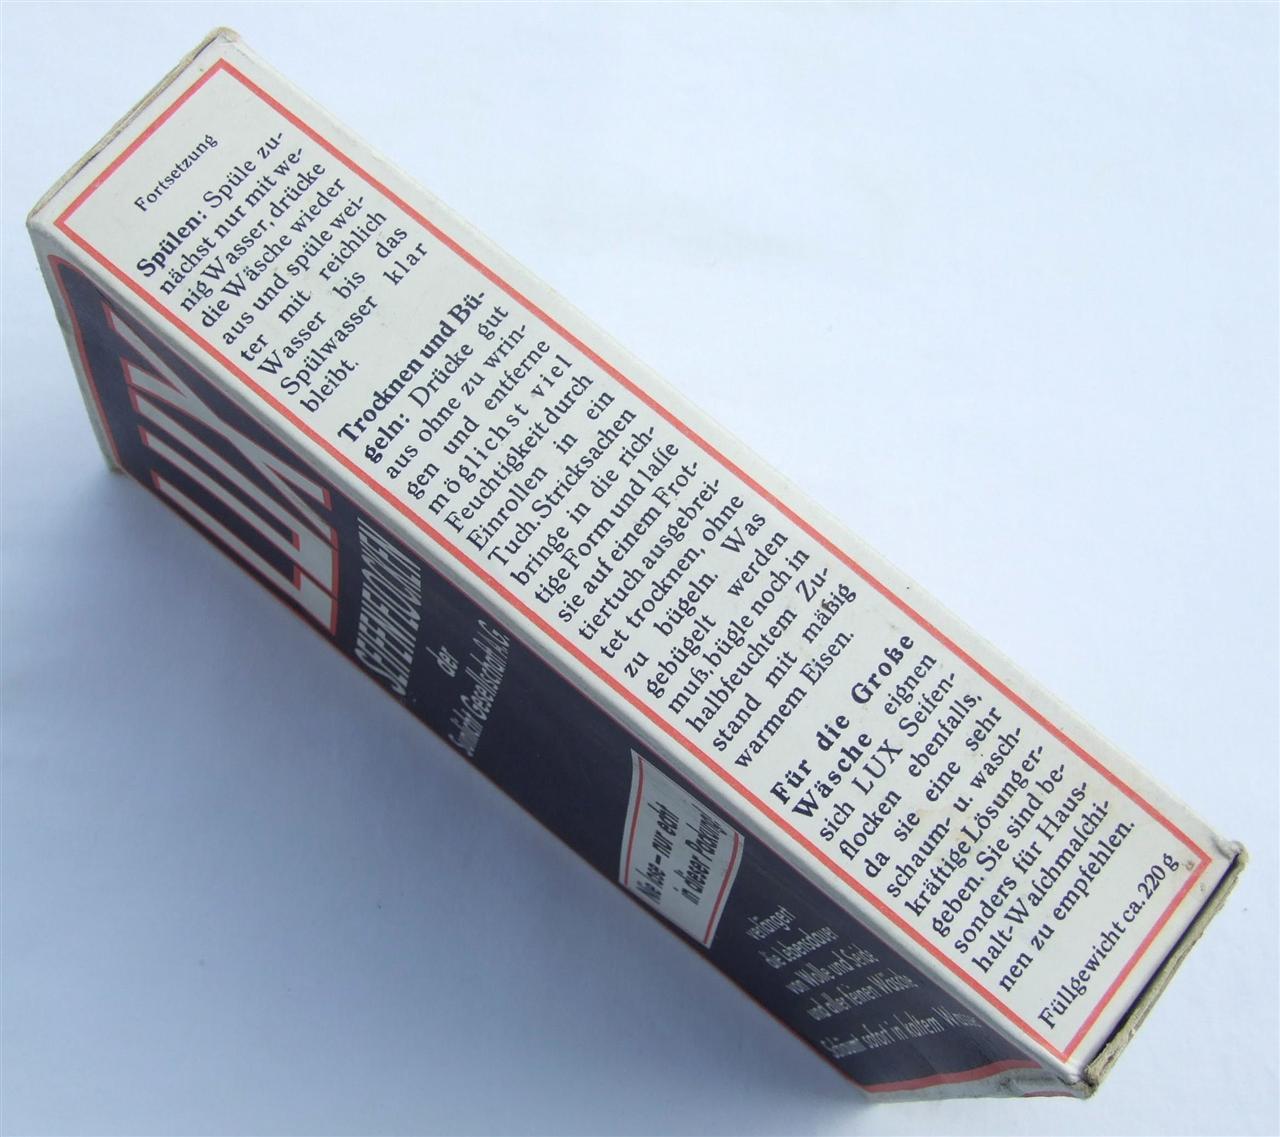 Fortsetzung
Spülen: Spüle zu-
nächst nur mit we-
nig Wasser, drücke
die Wäsche wieder
aus und spüle wei-
ter mit reichlich
Wasser bis das
Spülwasser klar
bleibt.
Trocknen und Bü-
geln: Drücke gut
aus ohne zu wrin-
gen und entferne
möglichst viel
Feuchtigkeit durch
Einrollen in ein
Tuch. Stricksachen
bringe in die rich-
tige Form und laſſe
sie auf einem Frot-
tiertuch ausgebrei-
tet trocknen, ohne
zu bügeln. Was
gebügelt werden
muß, bügle noch in
halbfeuchtem Zu-
stand mit mäßig
warmem Eisen.
Für die Große
Wäsche eignen
sich LUX Seifen-
flocken ebenfalls,
da sie eine sehr
schaum- u. wasch-
kräftige Lösung er-
geben. Sie sind be-
sonders für Haus-
halt-Waſchmaſchi-
nen zu empfehlen.
Füllgewicht ca. 220 g
LUX
SEIFENFLOCKEN
der
Sunlicht Gesellschaft A.G.
Nie lose - nur echt
in dieser Packung!
verlängert
die Lebensdauer
von Wolle und Seide
und aller feinen Wäsche
Schäumt sofort in kaltem Wasser